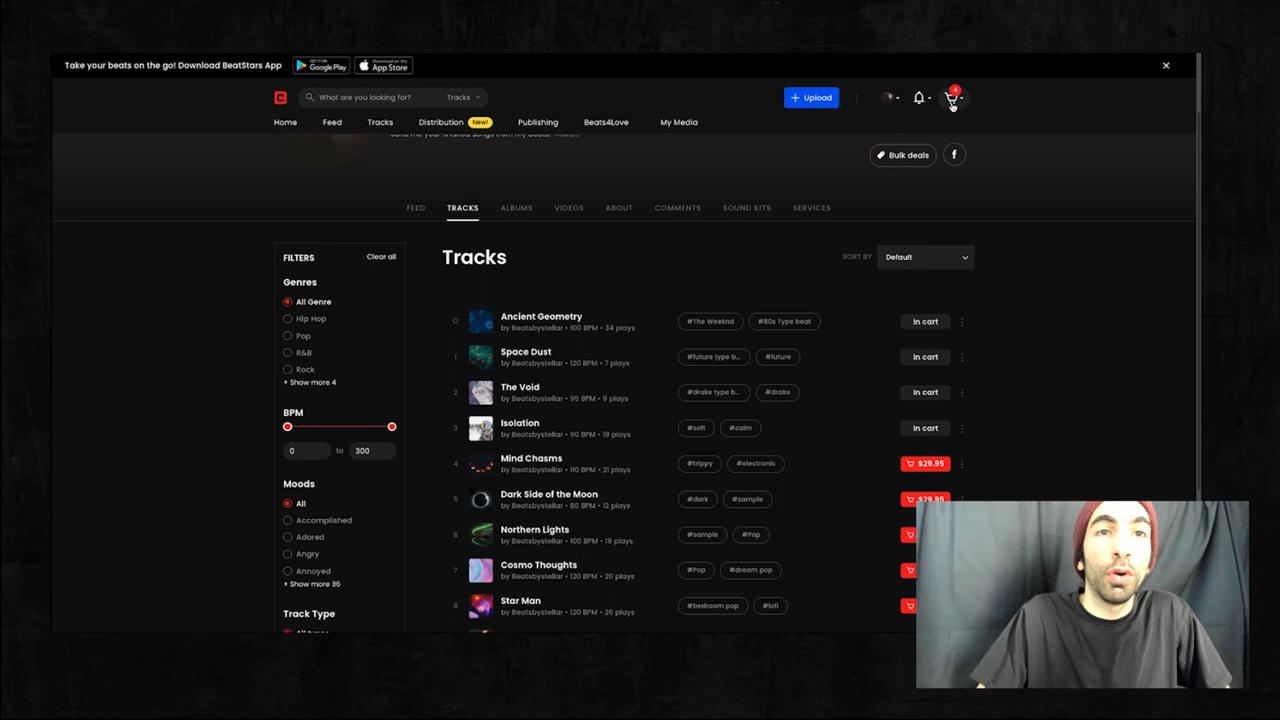 Take your beats on the go! Download BeatStars App
GET IT ON
Google Play
Download on the
App Store
What are you looking for?
Tracks
Upload
4
Home
Feed
Tracks
Distribution
New!
Publishing
Beats4Love
My Media
Bulk deals
FEED
TRACKS
ALBUMS
VIDEOS
ABOUT
COMMENTS
SOUND KITS
SERVICES
FILTERS
Clear all
Genres
All Genre
Hip Hop
Pop
R&B
Rock
+ Show more 4
BPM
0 to 300
Moods
All
Accomplished
Adored
Angry
Annoyed
+ Show more 36
Track Type
Tracks
SORT BY
Default
Ancient Geometry
by Beatsbystellar • 100 BPM • 34 plays
#The Weeknd
#80s Type beat
In cart
1
Space Dust
by Beatsbystellar • 120 BPM • 7 plays
#future type b...
#future
In cart
2
The Void
by Beatsbystellar • 95 BPM • 9 plays
#drake type b...
#drake
In cart
3
Isolation
by Beatsbystellar • 90 BPM • 19 plays
#soft
#calm
In cart
4
Mind Chasms
by Beatsbystellar • 110 BPM • 21 plays
#trippy
#electronic
$29.95
5
Dark Side of the Moon
by Beatsbystellar • 80 BPM • 12 plays
#dark
#sample
$29.95
6
Northern Lights
by Beatsbystellar • 100 BPM • 19 plays
#sample
#Pop
7
Cosmo Thoughts
by Beatsbystellar • 120 BPM • 20 plays
#Pop
#dream pop
8
Star Man
by Beatsbystellar • 120 BPM • 26 plays
#bedroom pop
#lofi